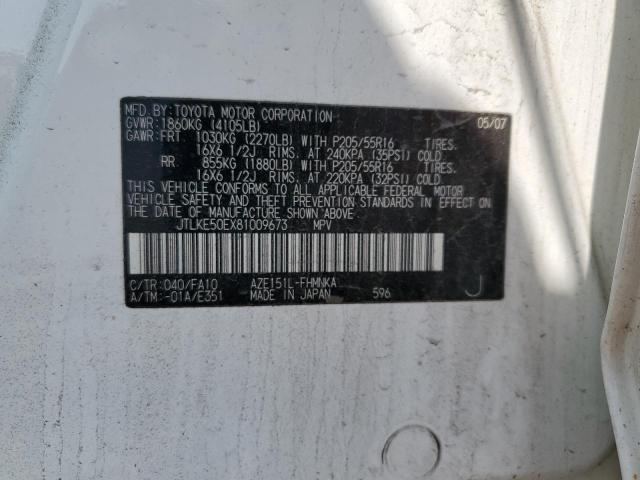 MFD.BY:TOYOTA MOTOR CORPORATION 05/07
GVWR:1860KG (4105LB)
GAWR:FRT. 1030KG (2270LB) WITH P205/55R16 TIRES.
16X6 1/2J RIMS. AT 240KPA (35PSI) COLD
RR 855KG (1880LB) WITH P205/55R16 TIRES.
16X6 1/2J RIMS. AT 220KPA (32PSI) COLD
THIS VEHICLE CONFORMS TO ALL APPLICABLE FEDERAL MOTOR
VEHICLE SAFETY AND THEFT PREVENTION STANDARDS IN
EFFECT ON THE DATE OF MANUFACTURE SHOWN ABOVE.
JTLKE50EX81009673 MPV
C/TR:040/FA10 AZE151L-FHMNKA
A/TM:-01A/E351 MADE IN JAPAN 596 J